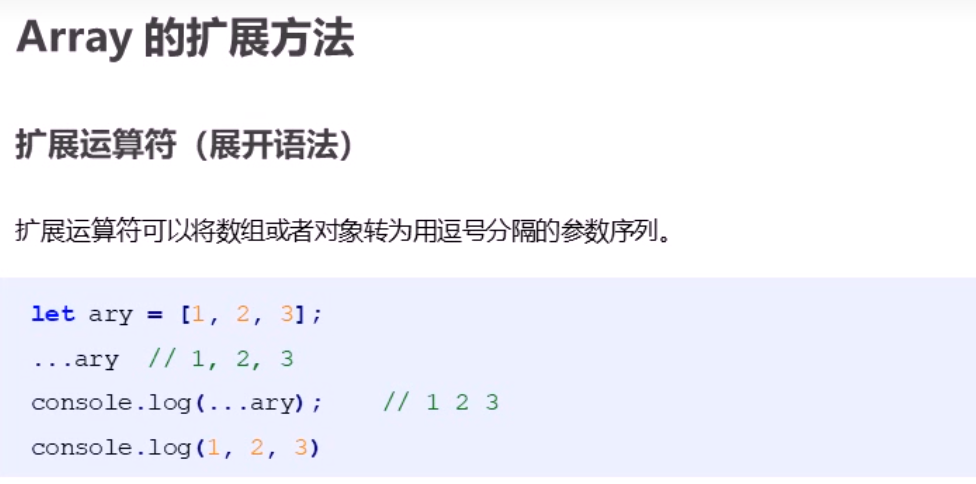 Array 的扩展方法
扩展运算符（展开语法）
扩展运算符可以将数组或者对象转为用逗号分隔的参数序列。
let ary = [1, 2, 3];
...ary  // 1, 2, 3
console.log(...ary);    // 1 2 3
console.log(1, 2, 3)